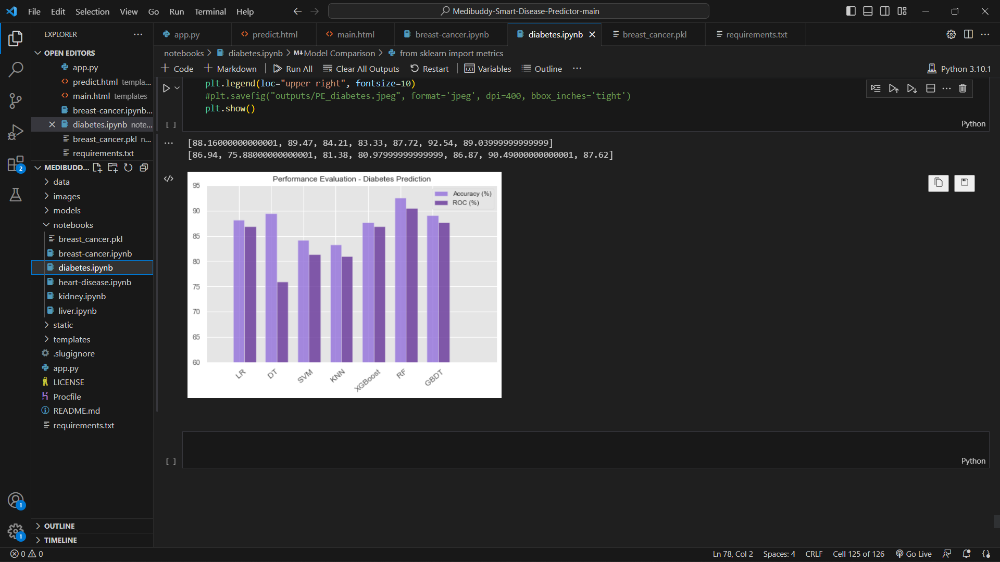 File Edit Selection View Go Run Terminal Help
Medibuddy-Smart-Disease-Predictor-main
EXPLORER
app.py
predict.html
main.html
breast-cancer.ipynb
diabetes.ipynb
breast_cancer.pkl
requirements.txt
OPEN EDITORS
app.py
predict.html templa...
main.html templates
breast-cancer.ipynb...
diabetes.ipynb note...
breast_cancer.pkl n...
requirements.txt
MEDIBUDD...
data
images
models
notebooks
breast_cancer.pkl
breast-cancer.ipynb
diabetes.ipynb
heart-disease.ipynb
kidney.ipynb
liver.ipynb
static
templates
.slugignore
app.py
LICENSE
Procfile
README.md
requirements.txt
OUTLINE
TIMELINE
2
1
1
notebooks > diabetes.ipynb > M↓Model Comparison > from sklearn import metrics
+ Code + Markdown | Run All Clear All Outputs Restart | Variables Outline ...
Python 3.10.1
plt.legend(loc="upper right", fontsize=10)
#plt.savefig("outputs/PE_diabetes.jpeg", format='jpeg', dpi=400, bbox_inches='tight')
plt.show()
[ ]
Python
[88.16000000000001, 89.47, 84.21, 83.33, 87.72, 92.54, 89.03999999999999]
[86.94, 75.88000000000001, 81.38, 80.97999999999999, 86.87, 90.49000000000001, 87.62]
Performance Evaluation - Diabetes Prediction
Accuracy (%)
ROC (%)
95
90
85
80
75
70
65
60
LR DT SVM KNN XGBoost RF GBDT
[ ]
Python
0 0
Ln 78, Col 2 Spaces: 4 CRLF Cell 125 of 126 Go Live